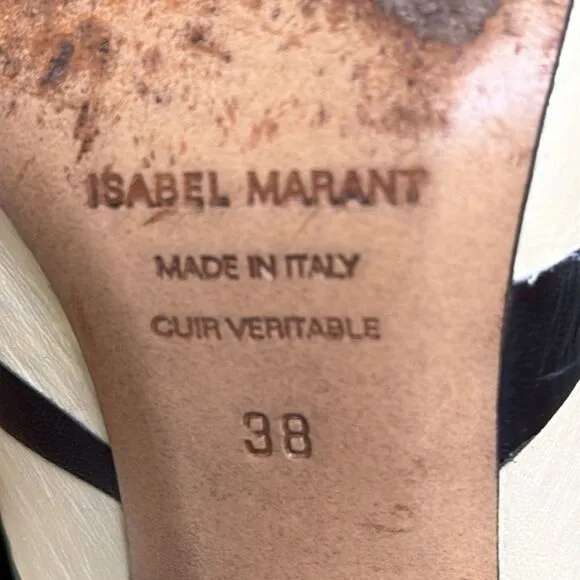 ISABEL MARANT
MADE IN ITALY
CUIR VERITABLE
38